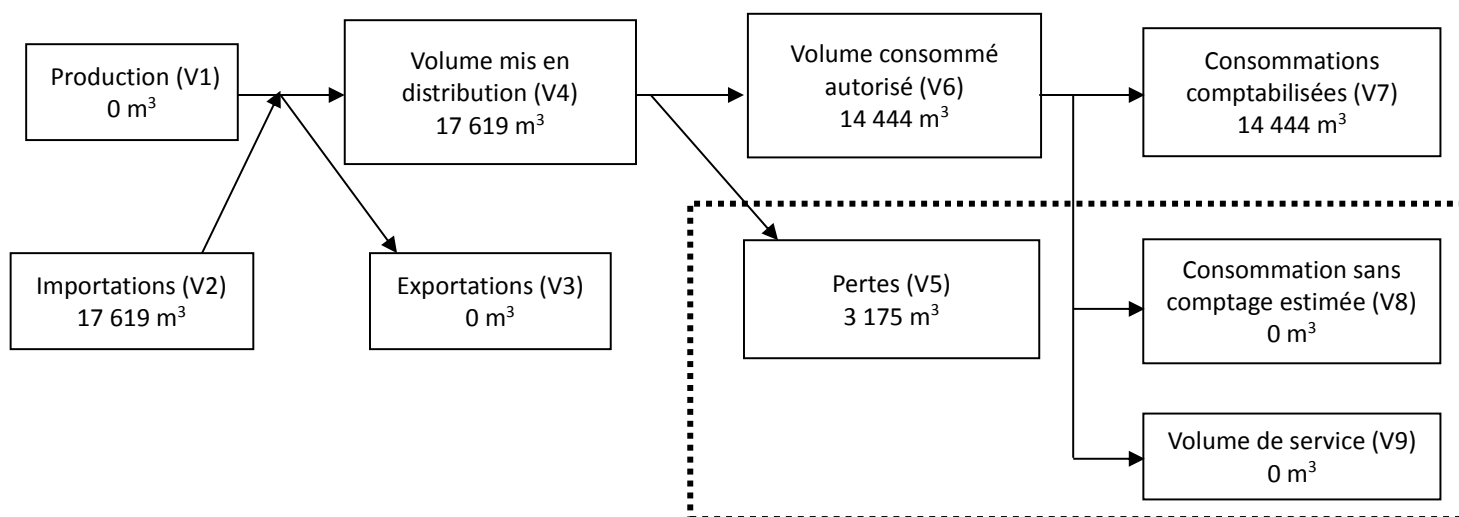 Production (V1)
0 m³
Volume mis en
distribution (V4)
17 619 m³
Volume consommé
autorisé (V6)
14 444 m³
Consommations
comptabilisées (V7)
14 444 m³
Importations (V2)
17 619 m³
Exportations (V3)
0 m³
Pertes (V5)
3 175 m³
Consommation sans
comptage estimée (V8)
0 m³
Volume de service (V9)
0 m³